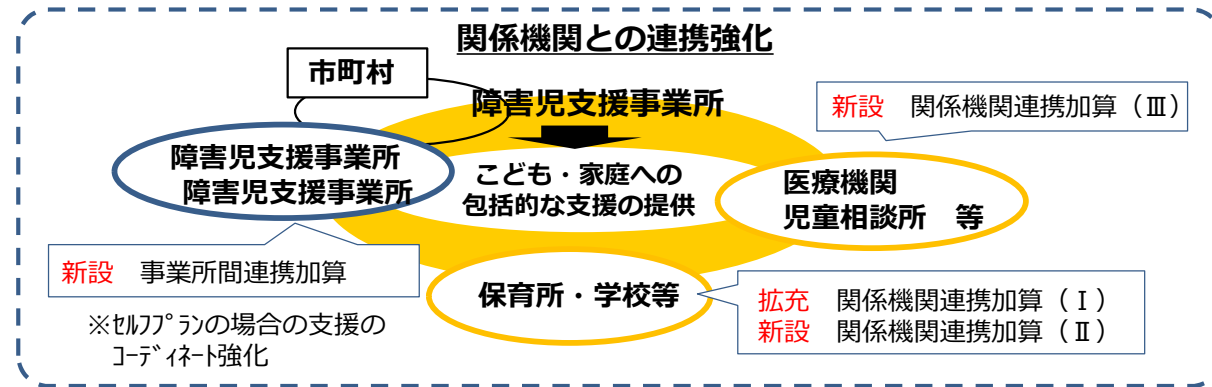 関係機関との連携強化
市町村
障害児支援事業所
新設 関係機関連携加算（Ⅲ）
障害児支援事業所
障害児支援事業所
こども・家庭への
包括的な支援の提供
医療機関
児童相談所 等
新設 事業所間連携加算
※ｾﾙﾌﾌﾟﾗﾝの場合の支援の
ｺｰﾃﾞｨﾈｰﾄ強化
保育所・学校等
拡充 関係機関連携加算（Ⅰ）
新設 関係機関連携加算（Ⅱ）